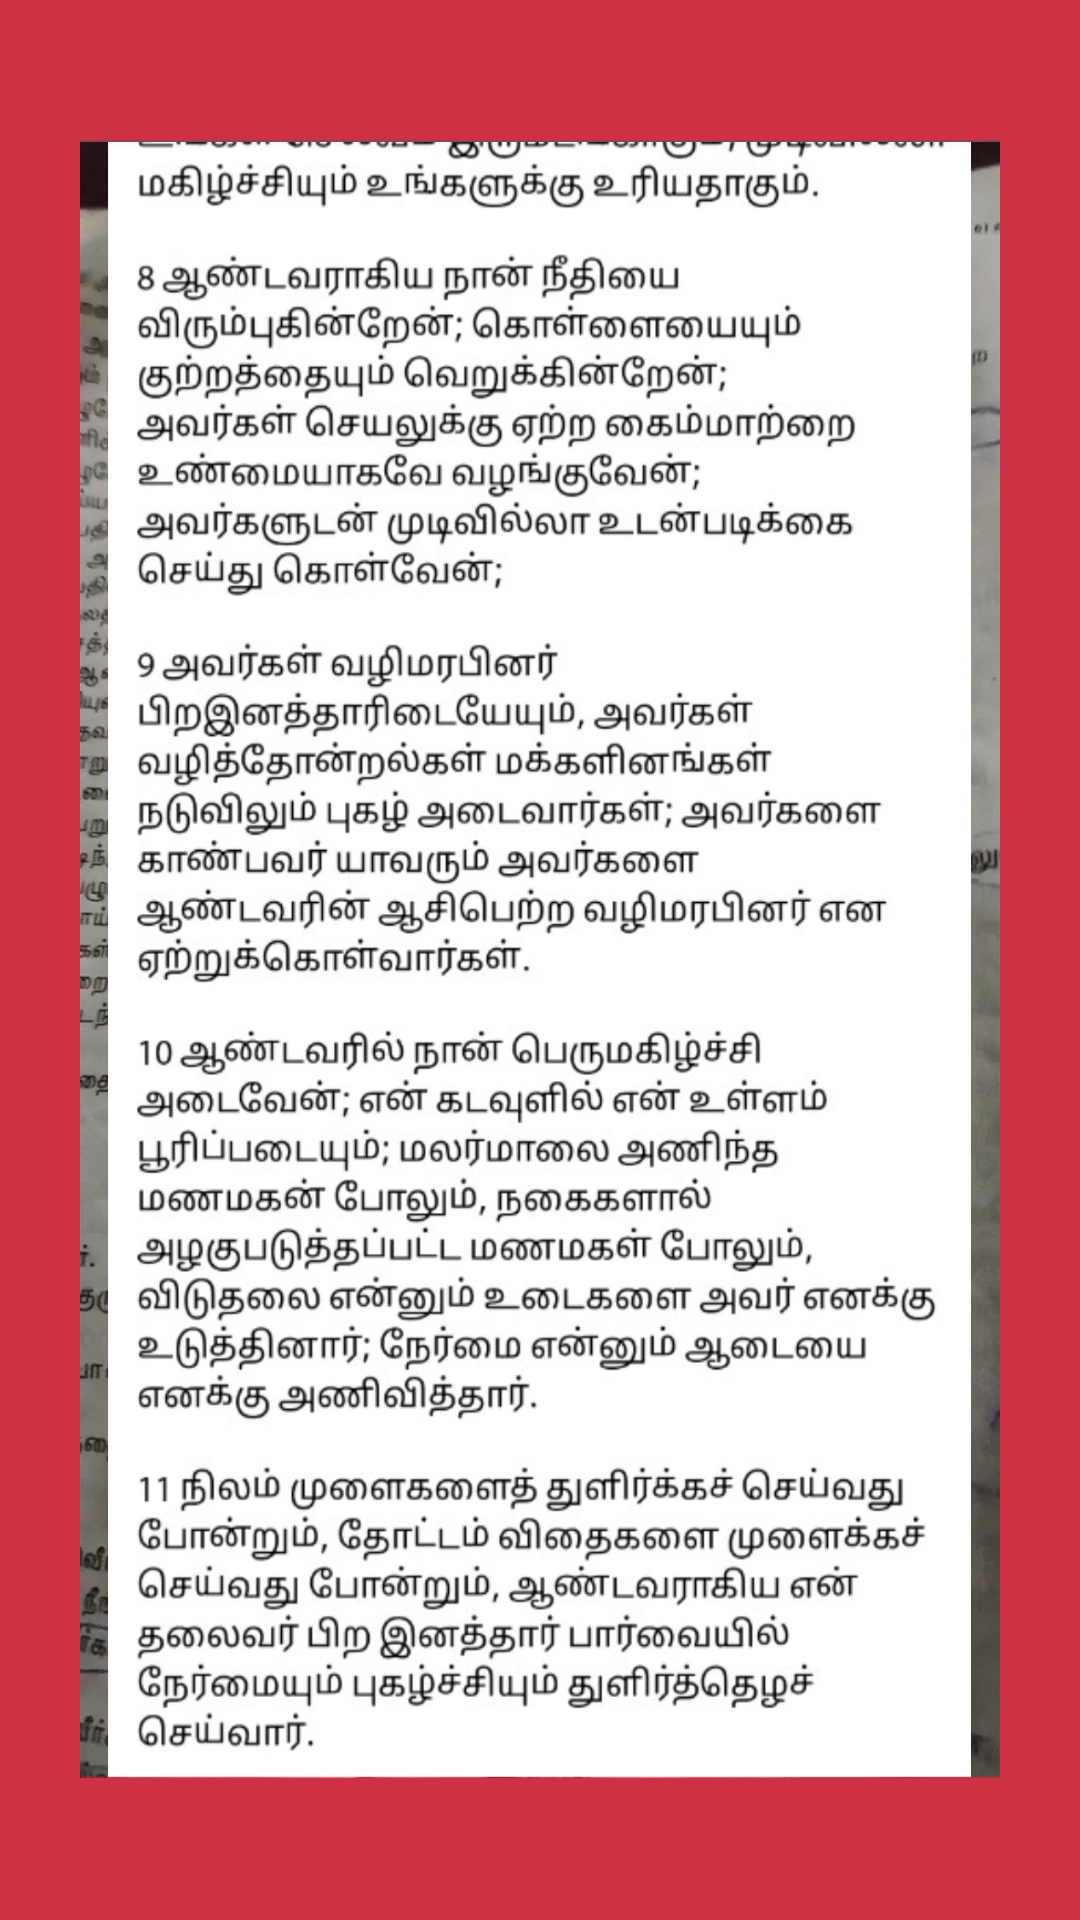 மகிழ்ச்சியும் உங்களுக்கு உரியதாகும்.
8 ஆண்டவராகிய நான் நீதியை
விரும்புகின்றேன்; கொள்ளையையும்
குற்றத்தையும் வெறுக்கின்றேன்;
அவர்கள் செயலுக்கு ஏற்ற கைம்மாற்றை
உண்மையாகவே வழங்குவேன்;
அவர்களுடன் முடிவில்லா உடன்படிக்கை
செய்து கொள்வேன்;
9 அவர்கள் வழிமரபினர்
பிறஇனத்தாரிடையேயும், அவர்கள்
வழித்தோன்றல்கள் மக்களினங்கள்
நடுவிலும் புகழ் அடைவார்கள்; அவர்களை
காண்பவர் யாவரும் அவர்களை
ஆண்டவரின் ஆசிபெற்ற வழிமரபினர் என
ஏற்றுக்கொள்வார்கள்.
10 ஆண்டவரில் நான் பெருமகிழ்ச்சி
அடைவேன்; என் கடவுளில் என் உள்ளம்
பூரிப்படையும்; மலர்மாலை அணிந்த
மணமகன் போலும், நகைகளால்
அழகுபடுத்தப்பட்ட மணமகள் போலும்,
விடுதலை என்னும் உடைகளை அவர் எனக்கு
உடுத்தினார்; நேர்மை என்னும் ஆடையை
எனக்கு அணிவித்தார்.
11 நிலம் முளைகளைத் துளிர்க்கச் செய்வது
போன்றும், தோட்டம் விதைகளை முளைக்கச்
செய்வது போன்றும், ஆண்டவராகிய என்
தலைவர் பிற இனத்தார் பார்வையில்
நேர்மையும் புகழ்ச்சியும் துளிர்த்தெழச்
செய்வார்.